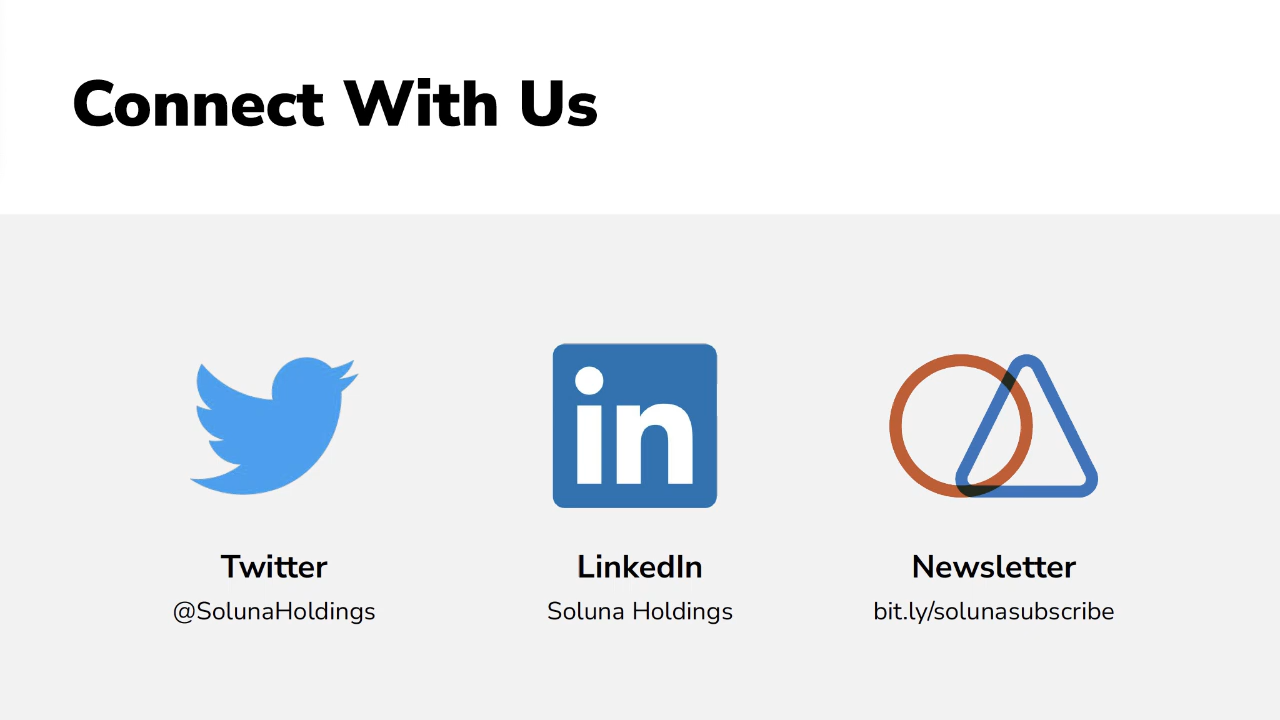 Connect With Us
in
Twitter
LinkedIn
Newsletter
@SolunaHoldings
Soluna Holdings
bit.ly/solunasubscribe